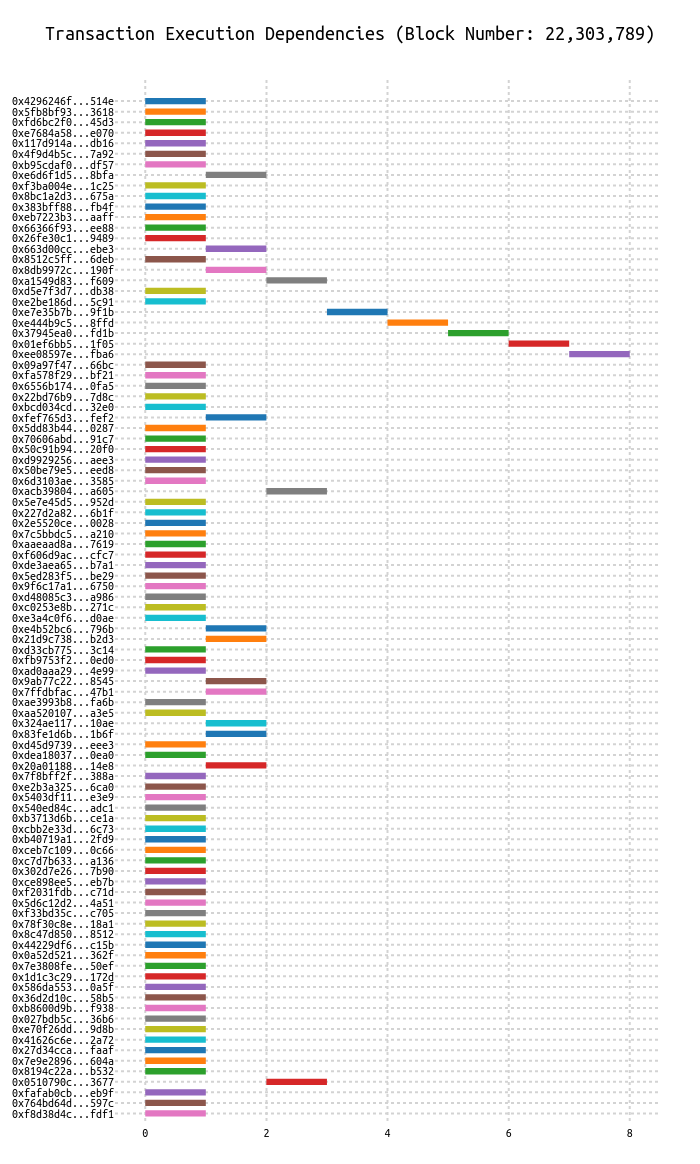 Transaction Execution Dependencies (Block Number: 22,303,789)
0x4296246f...514e
0x5fb8bf93...3618
0xfd6bc2f0...45d3
0xe7684a58...e070
0x117d914a...db16
0x4f9d4b5c...7a92
0xb95cdaf0...df57
0xe6d6f1d5...8bfa
0xf3ba004e...1c25
0x8bc1a2d3...675a
0x383bff88...fb4f
0xeb7223b3...aaff
0x66366f93...ee88
0x26fe30c1...9489
0x663d00cc...ebe3
0x8512c5ff...6deb
0x8db9972c...190f
0xa1549d83...f609
0xd5e7f3d7...db38
0xe2be186d...5c91
0xe7e35b7b...9f1b
0xe444b9c5...8ffd
0x37945ea0...fd1b
0x01ef6bb5...1f05
0xee08597e...fba6
0x09a97f47...66bc
0xfa578f29...bf21
0x6556b174...0fa5
0x22bd76b9...7d8c
0xbcd034cd...32e0
0xfef765d3...fef2
0x5dd83b44...0287
0x70606abd...91c7
0x50c91b94...20f0
0xd9929256...aee3
0x50be79e5...eed8
0x6d3103ae...3585
0xacb39804...a605
0x5e7e45d5...952d
0x227d2a82...6b1f
0x2e5520ce...0028
0x7c5bbdc5...a210
0xaaeaad8a...7619
0xf606d9ac...cfc7
0xde3aea65...b7a1
0x5ed283f5...be29
0x9f6c17a1...6750
0xd48085c3...a986
0xc0253e8b...271c
0xe3a4c0f6...d0ae
0xe4b52bc6...796b
0x21d9c738...b2d3
0xd33cb775...3c14
0xfb9753f2...0ed0
0xad0aaa29...4e99
0x9ab77c22...8545
0x7ffdbfac...47b1
0xae3993b8...fa6b
0xaa520107...a3e5
0x324ae117...10ae
0x83fe1d6b...1b6f
0xd45d9739...eee3
0xdea18037...0ea0
0x20a01188...14e8
0x7f8bff2f...388a
0xe2b3a325...6ca0
0x5403df11...e3e9
0x540ed84c...adc1
0xb3713d6b...ce1a
0xcbb2e33d...6c73
0xb40719a1...2fd9
0xceb7c109...0c66
0xc7d7b633...a136
0x302d7e26...7b90
0xce898ee5...eb7b
0xf2031fdb...c71d
0x5d6c12d2...4a51
0xf33bd35c...c705
0x78f30c8e...18a1
0x8c47d850...8512
0x44229df6...c15b
0x0a52d521...362f
0x7e3808fe...50ef
0x1d1c3c29...172d
0x586da553...0a5f
0x36d2d10c...58b5
0xb8600d9b...f938
0x027bdb5c...36b6
0xe70f26dd...9d8b
0x41626c6e...2a72
0x27d34cca...faaf
0x7e9e2896...604a
0x8194c22a...b532
0x0510790c...3677
0xfafab0cb...eb9f
0x764bd64d...597c
0xf8d38d4c...fdf1
0 2 4 6 8